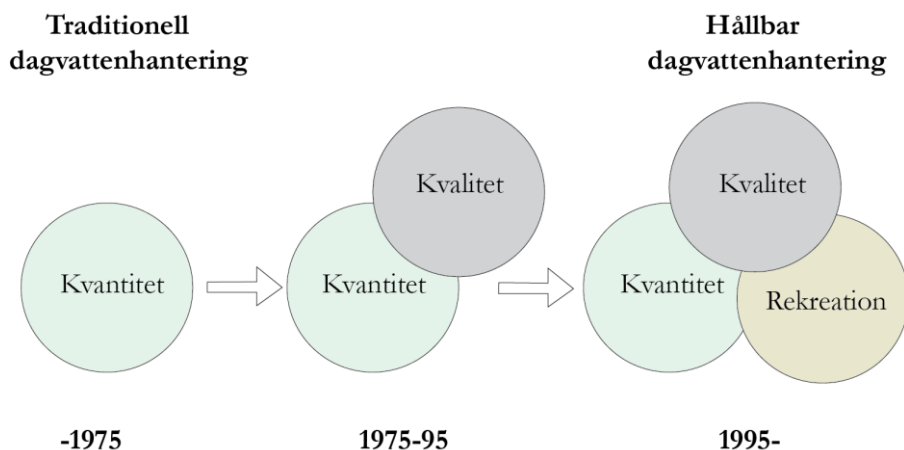 Traditionell
dagvattenhantering
Hållbar
dagvattenhantering
Kvantitet
Kvalitet
Kvantitet
Kvalitet
Kvantitet
Rekreation
-1975
1975-95
1995-